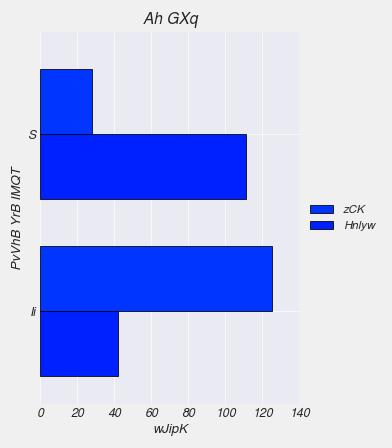 Ah GXq
PvVhB YrB IMQT
S
Ii
0 20 40 60 80 100 120 140
wJipK
zCK
Hnlyw